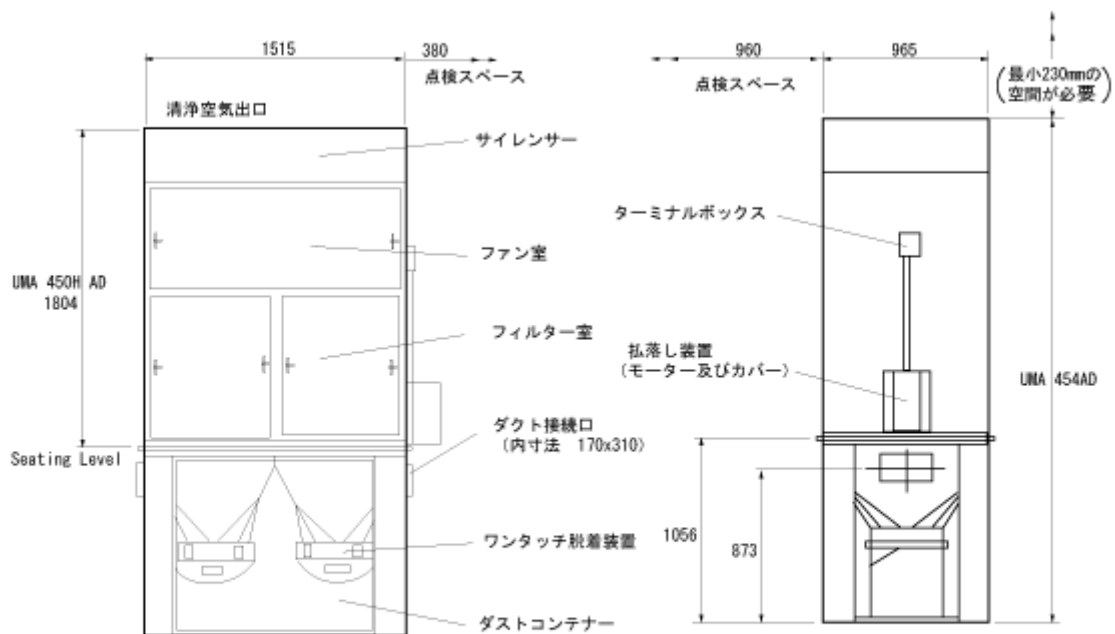 1515
380
点検スペース
960
965
点検スペース
(最小230mmの
空間が必要)
清浄空気出口
サイレンサー
ターミナルボックス
ファン室
UMA 450H AD
1804
フィルター室
払落し装置
(モーター及びカバー)
UMA 454AD
ダクト接続口
(内寸法 170x310)
Seating Level
1056
873
ワンタッチ脱着装置
ダストコンテナー